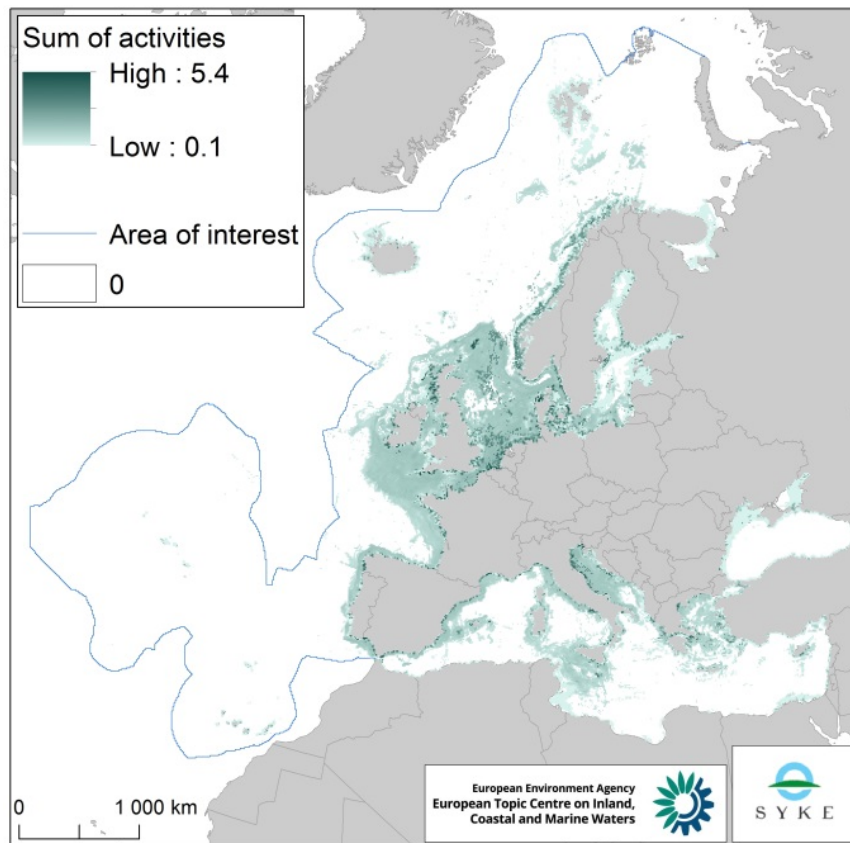 Sum of activities
High : 5.4
Low : 0.1
Area of interest
0
0
1 000 km
European Environment Agency
European Topic Centre on Inland,
Coastal and Marine Waters
SYKE